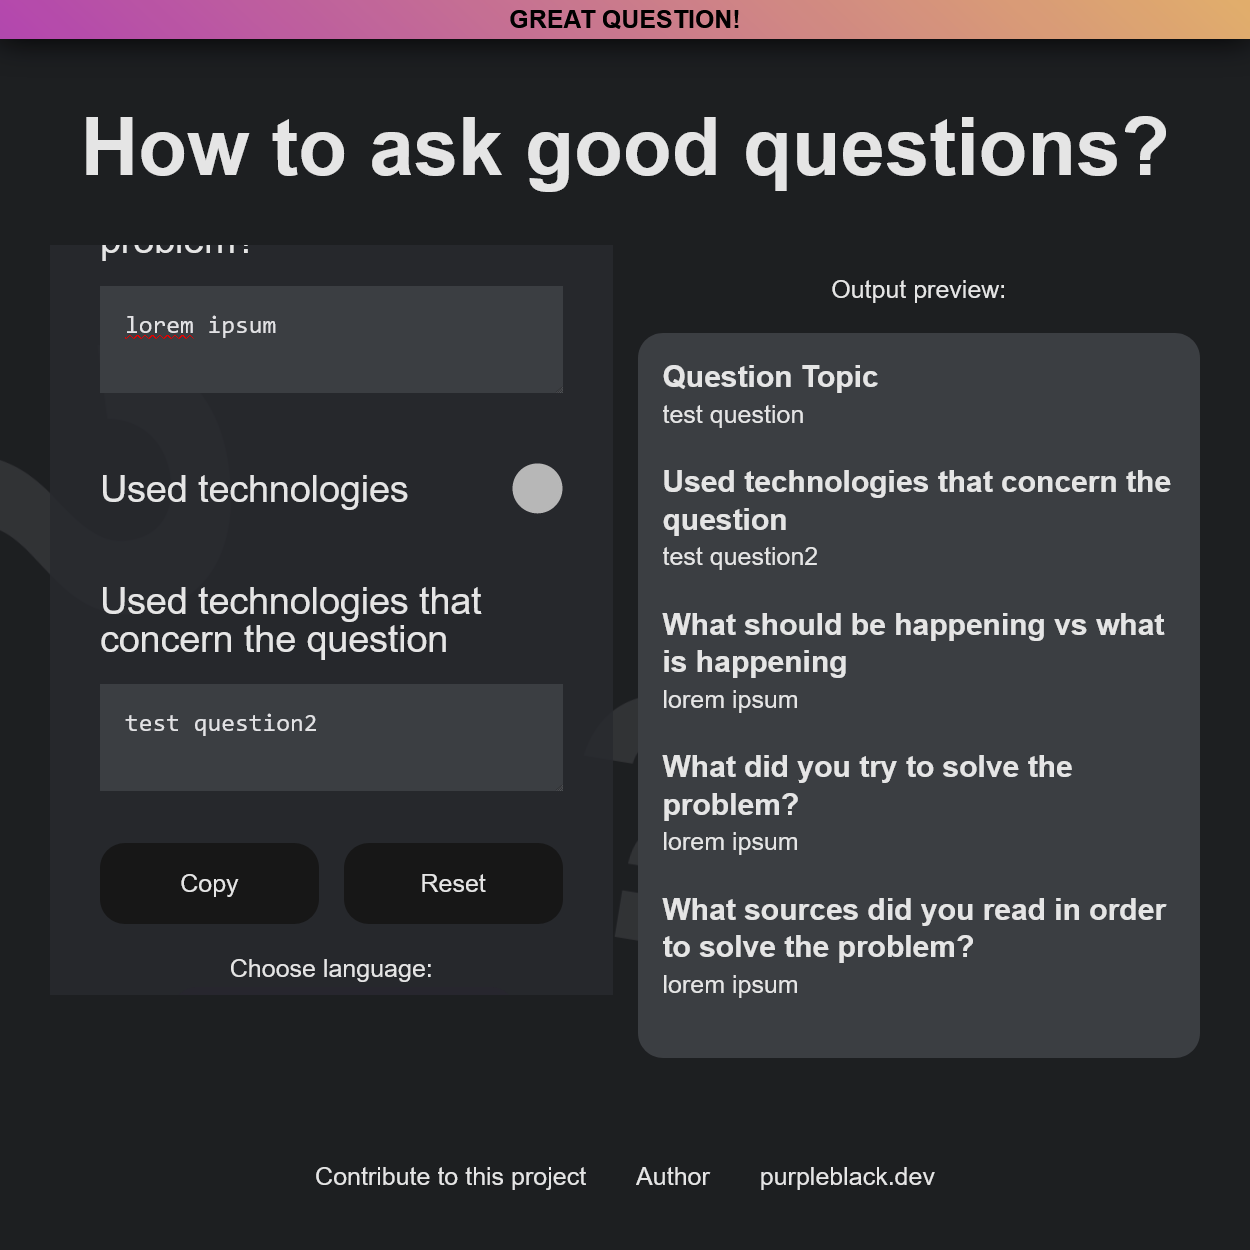 GREAT QUESTION!
How to ask good questions?
problem?
lorem ipsum
Used technologies
Used technologies that
concern the question
test question2
Copy
Reset
Choose language:
Output preview:
Question Topic
test question
Used technologies that concern the
question
test question2
What should be happening vs what
is happening
lorem ipsum
What did you try to solve the
problem?
lorem ipsum
What sources did you read in order
to solve the problem?
lorem ipsum
Contribute to this project
Author
purpleblack.dev